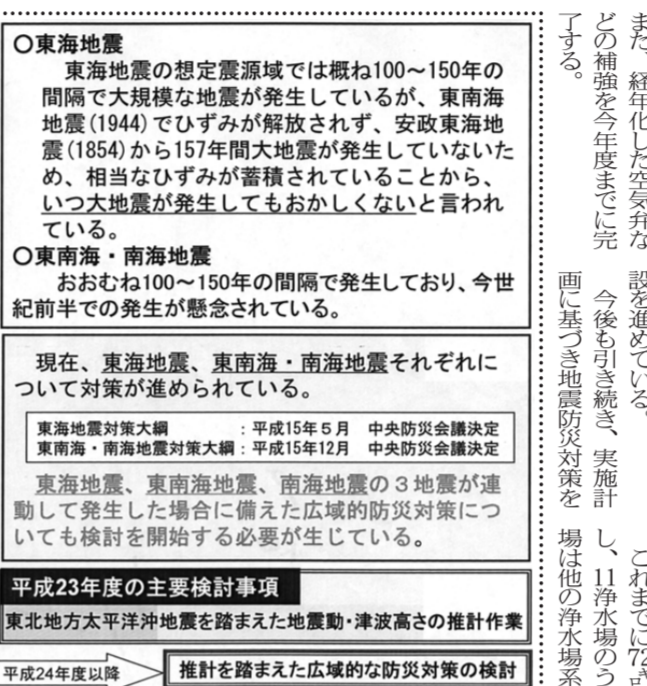 ○東海地震
東海地震の想定震源域では概ね100～150年の
間隔で大規模な地震が発生しているが、東南海
地震(1944)でひずみが解放されず、安政東海地
震(1854)から157年間大地震が発生していないた
め、相当なひずみが蓄積されていることから、
いつ大地震が発生してもおかしくないと言われ
ている。
○東南海・南海地震
おおむね100～150年の間隔で発生しており、今世
紀前半での発生が懸念されている。
現在、東海地震、東南海・南海地震それぞれに
ついて対策が進められている。
東海地震対策大綱 :平成15年5月 中央防災会議決定
東南海・南海地震対策大綱:平成15年12月 中央防災会議決定
東海地震、東南海地震、南海地震の3地震が連
動して発生した場合に備えた広域的防災対策につ
いても検討を開始する必要が生じている。
平成23年度の主要検討事項
東北地方太平洋沖地震を踏まえた地震動・津波高さの推計作業
平成24年度以降
推計を踏まえた広域的な防災対策の検討
また、経年化した空気弁な
どの補強を今年度までに完
了する。
設を進めている。
今後も引き続き、実施計
画に基づき地震防災対策を
これまでに72
し、11浄水場のう
場は他の浄水場系